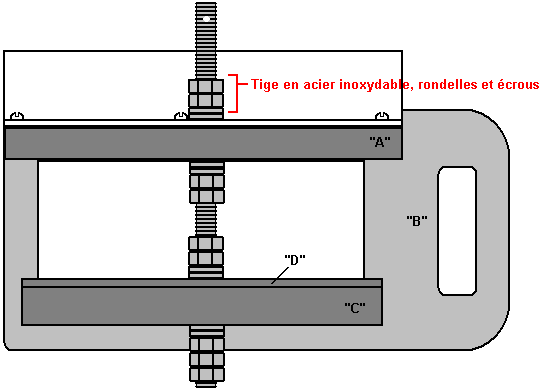 Tige en acier inoxydable, rondelles et écrous
"A"
"B"
"D"
"C"